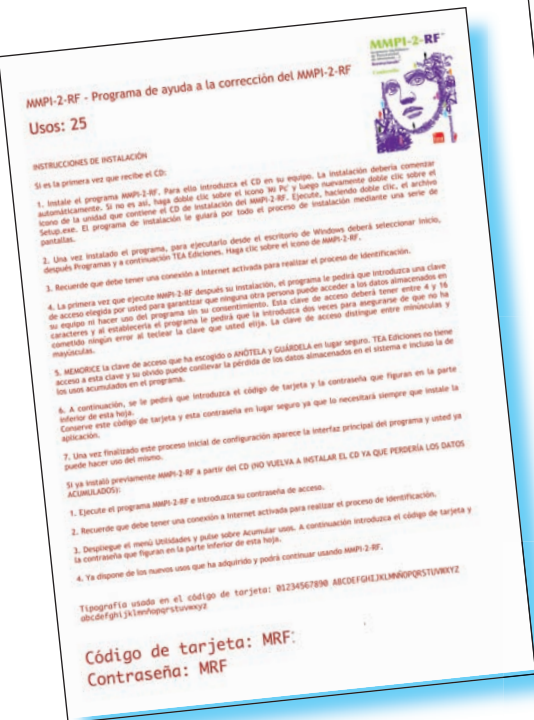 MMPI-2-RF
MMPI-2-RF - Programa de ayuda a la corrección del MMPI-2-RF
Usos: 25
INSTRUCCIONES DE INSTALACIÓN
Si es la primera vez que recibe el CD:
1. Instale el programa MMPI-2-RF. Para ello introduzca el CD en su equipo. La instalación debería comenzar
automáticamente. Si no es así, haga doble clic sobre el icono 'Mi PC' y luego nuevamente doble clic sobre el
icono de la unidad que contiene el CD de instalación del MMPI-2-RF. Ejecute, haciendo doble clic, el archivo
Setup.exe. El programa de instalación le guiará por todo el proceso de instalación mediante una serie de
pantallas.
2. Una vez instalado el programa, para ejecutarlo desde el escritorio de Windows deberá seleccionar Inicio,
después Programas y a continuación TEA Ediciones. Haga clic sobre el icono de MMPI-2-RF.
3. Recuerde que debe tener una conexión a Internet activada para realizar el proceso de identificación.
4. La primera vez que ejecute MMPI-2-RF después su instalación, el programa le pedirá que introduzca una clave
de acceso elegida por usted para garantizar que ninguna otra persona puede acceder a los datos almacenados en
su equipo ni hacer uso del programa sin su consentimiento. Esta clave de acceso deberá tener entre 4 y 16
caracteres y al establecerla el programa le pedirá que la introduzca dos veces para asegurarse de que no ha
cometido ningún error al teclear la clave que usted elija. La clave de acceso distingue entre minúsculas y
mayúsculas.
5. MEMORICE la clave de acceso que ha escogido o ANÓTELA y GUÁRDELA en lugar seguro. TEA Ediciones no tiene
acceso a esta clave y su olvido puede conllevar la pérdida de los datos almacenados en el sistema e incluso la de
los usos acumulados en el programa.
6. A continuación, se le pedirá que introduzca el código de tarjeta y la contraseña que figuran en la parte
inferior de esta hoja.
Conserve este código de tarjeta y esta contraseña en lugar seguro ya que lo necesitará siempre que instale la
aplicación.
7. Una vez finalizado este proceso inicial de configuración aparece la interfaz principal del programa y usted ya
puede hacer uso del mismo.
Si ya instaló previamente MMPI-2-RF a partir del CD (NO VUELVA A INSTALAR EL CD YA QUE PERDERÍA LOS DATOS
ACUMULADOS):
1. Ejecute el programa MMPI-2-RF e introduzca su contraseña de acceso.
2. Recuerde que debe tener una conexión a Internet activada para realizar el proceso de identificación.
3. Despliegue el menú Utilidades y pulse sobre Acumular usos. A continuación introduzca el código de tarjeta y
la contraseña que figuran en la parte inferior de esta hoja.
4. Ya dispone de los nuevos usos que ha adquirido y podrá continuar usando MMPI-2-RF.
Tipografía usada en el código de tarjeta: 01234567890 ABCDEFGHIJKLMNÑOPQRSTUVWXYZ
abcdefghijklmnñopqrstuvwxyz
Código de tarjeta: MRF
Contraseña: MRF